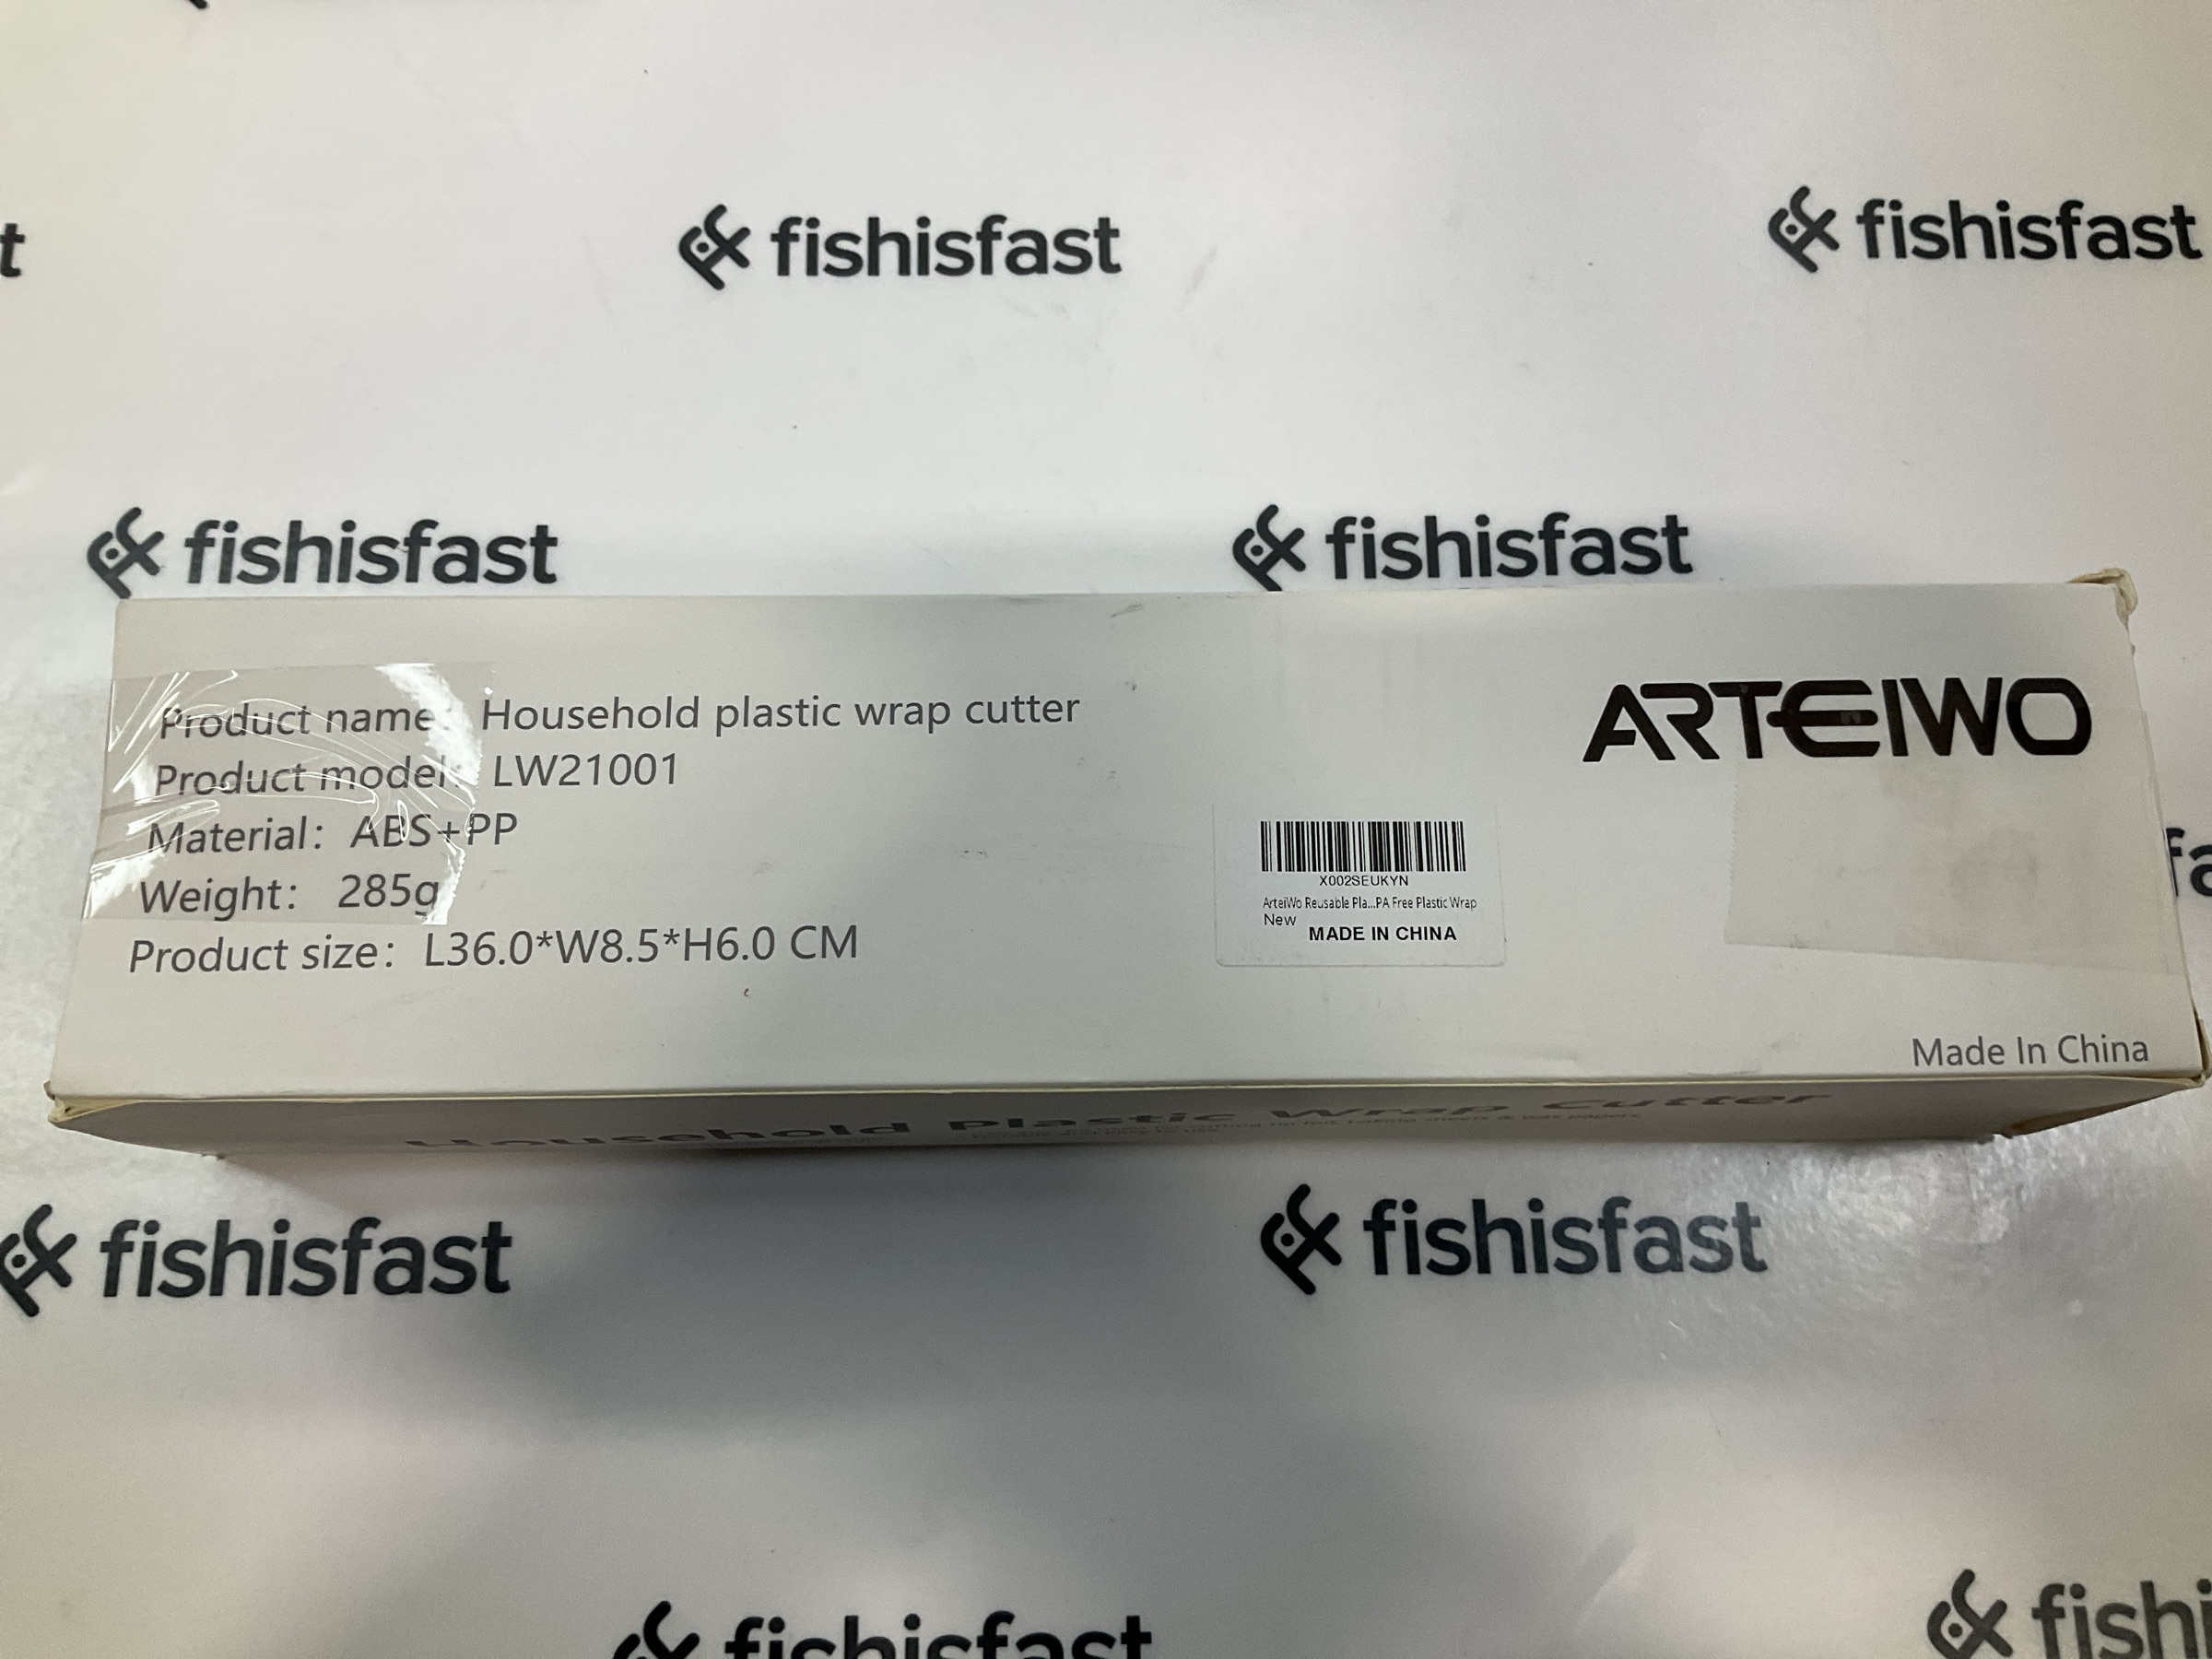 fishisfast
fishisfast
t
fishisfast
fishisfast
Product name: Household plastic wrap cutter
Product model: LW21001
Material: ABS+PP
Weight: 285g
Product size: L36.0*W8.5*H6.0 CM
ARTEIWO
X002SEUKYN
ArteiWo Reusable Pla...PA Free Plastic Wrap
New
MADE IN CHINA
fa
Made In China
Household Plastic Wrap Cutter
fishisfast
fishisfast
fishisfast
fishi